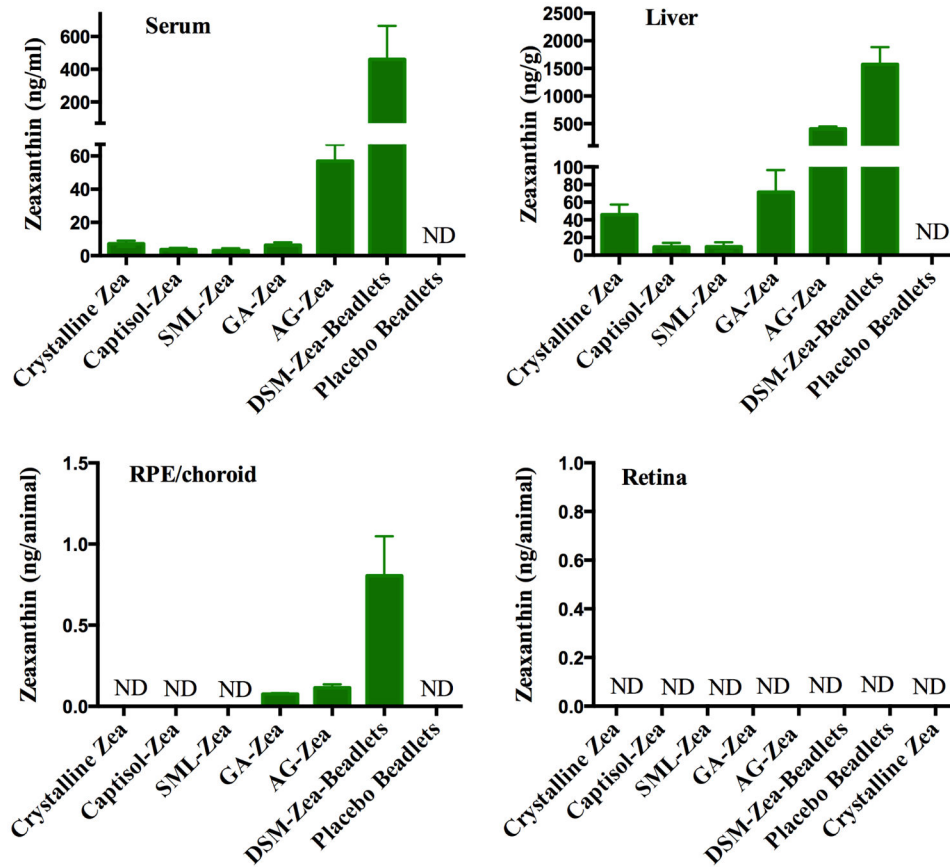 Serum
Zeaxanthin (ng/ml)
600
400
200
60
40
20
0
ND
Crystalline Zea
Captisol-Zea
SML-Zea
GA-Zea
AG-Zea
DSM-Zea-Beadlets
Placebo Beadlets
Liver
Zeaxanthin (ng/g)
2500
2000
1500
1000
500
100
80
60
40
20
0
ND
Crystalline Zea
Captisol-Zea
SML-Zea
GA-Zea
AG-Zea
DSM-Zea-Beadlets
Placebo Beadlets
RPE/choroid
Zeaxanthin (ng/animal)
1.5
1.0
0.5
0.0
ND ND ND ND
Crystalline Zea
Captisol-Zea
SML-Zea
GA-Zea
AG-Zea
DSM-Zea-Beadlets
Placebo Beadlets
Retina
Zeaxanthin (ng/animal)
1.0
0.8
0.6
0.4
0.2
0.0
ND ND ND ND ND ND ND
Crystalline Zea
Captisol-Zea
SML-Zea
GA-Zea
AG-Zea
DSM-Zea-Beadlets
Placebo Beadlets
Crystalline Zea